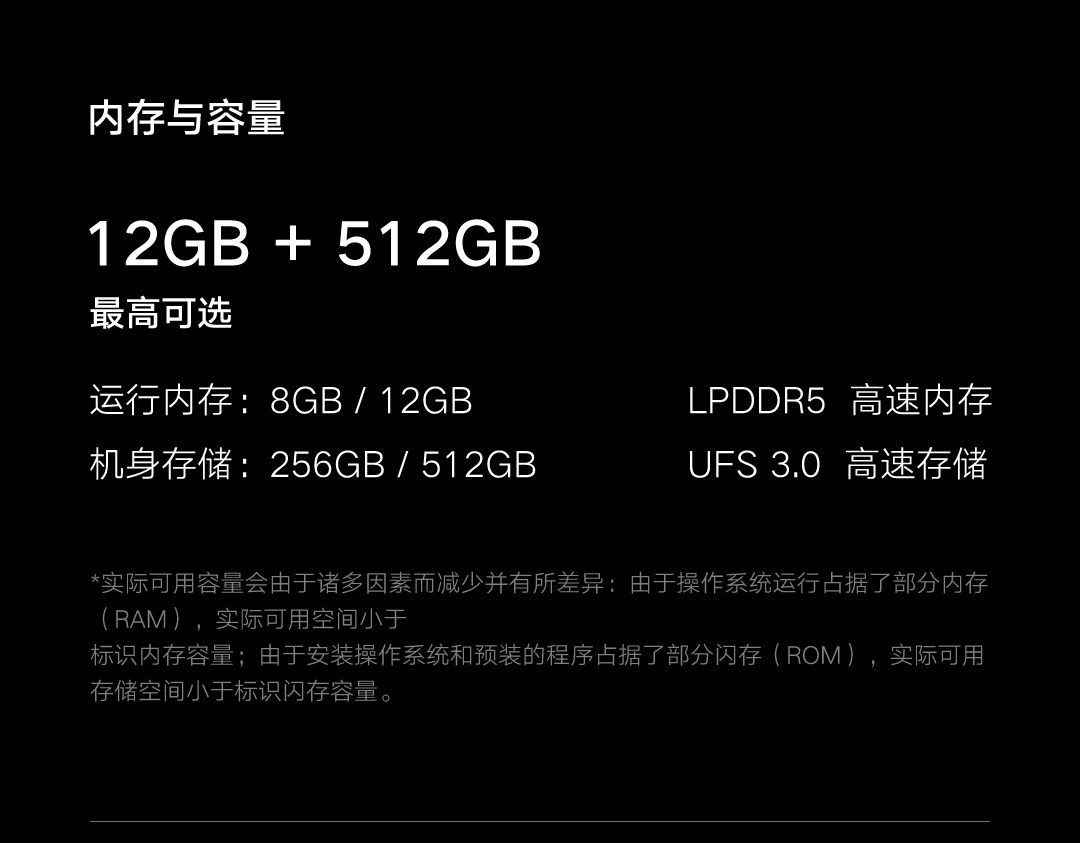 内存与容量
12GB + 512GB
最高可选
运行内存：8GB / 12GB
LPDDR5 高速内存
机身存储：256GB / 512GB
UFS 3.0 高速存储
*实际可用容量会由于诸多因素而减少并有所差异：由于操作系统运行占据了部分内存
（RAM），实际可用空间小于
标识内存容量；由于安装操作系统和预装的程序占据了部分闪存（ROM），实际可用
存储空间小于标识闪存容量。